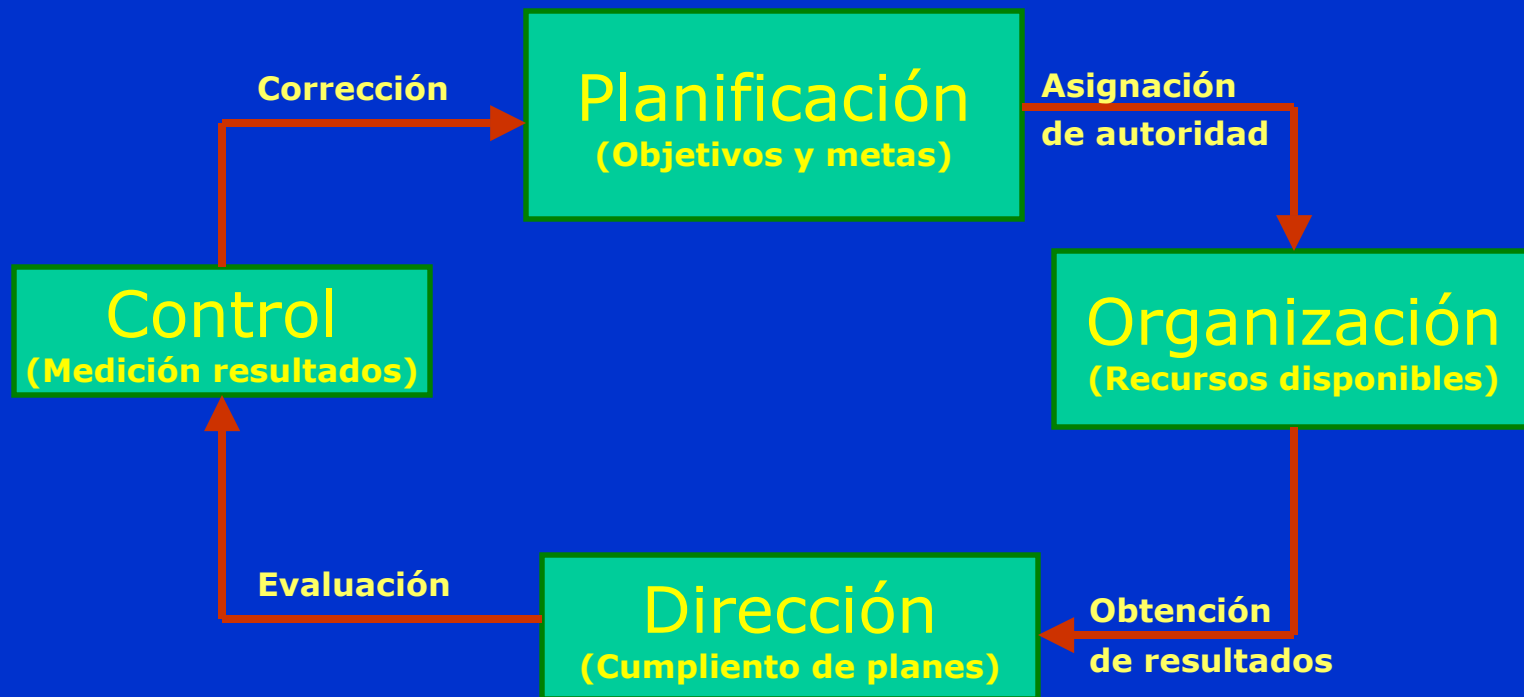 Corrección
Planificación
(Objetivos y metas)
Asignación
de autoridad
Control
(Medición resultados)
Organización
(Recursos disponibles)
Evaluación
Dirección
(Cumpliento de planes)
Obtención
de resultados